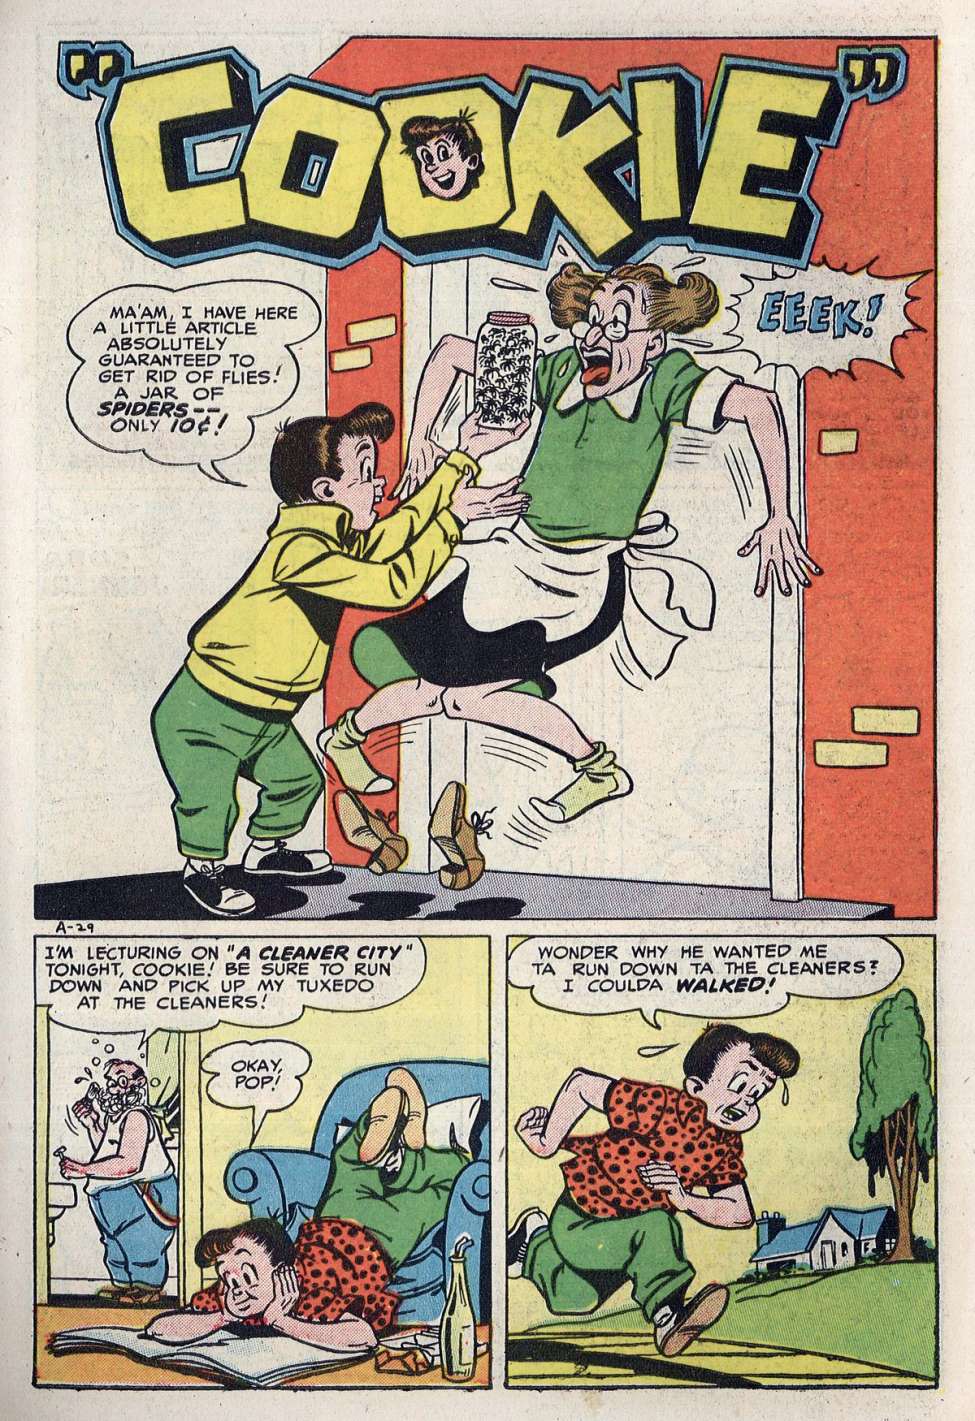 "COOKIE"
MA'AM, I HAVE HERE
A LITTLE ARTICLE
ABSOLUTELY
GUARANTEED TO
GET RID OF FLIES!
A JAR OF
SPIDERS--
ONLY 10¢!
EEEK!
A-29
I'M LECTURING ON "A CLEANER CITY"
TONIGHT, COOKIE! BE SURE TO RUN
DOWN AND PICK UP MY TUXEDO
AT THE CLEANERS!
OKAY,
POP!
WONDER WHY HE WANTED ME
TA RUN DOWN TA THE CLEANERS?
I COULDA WALKED!